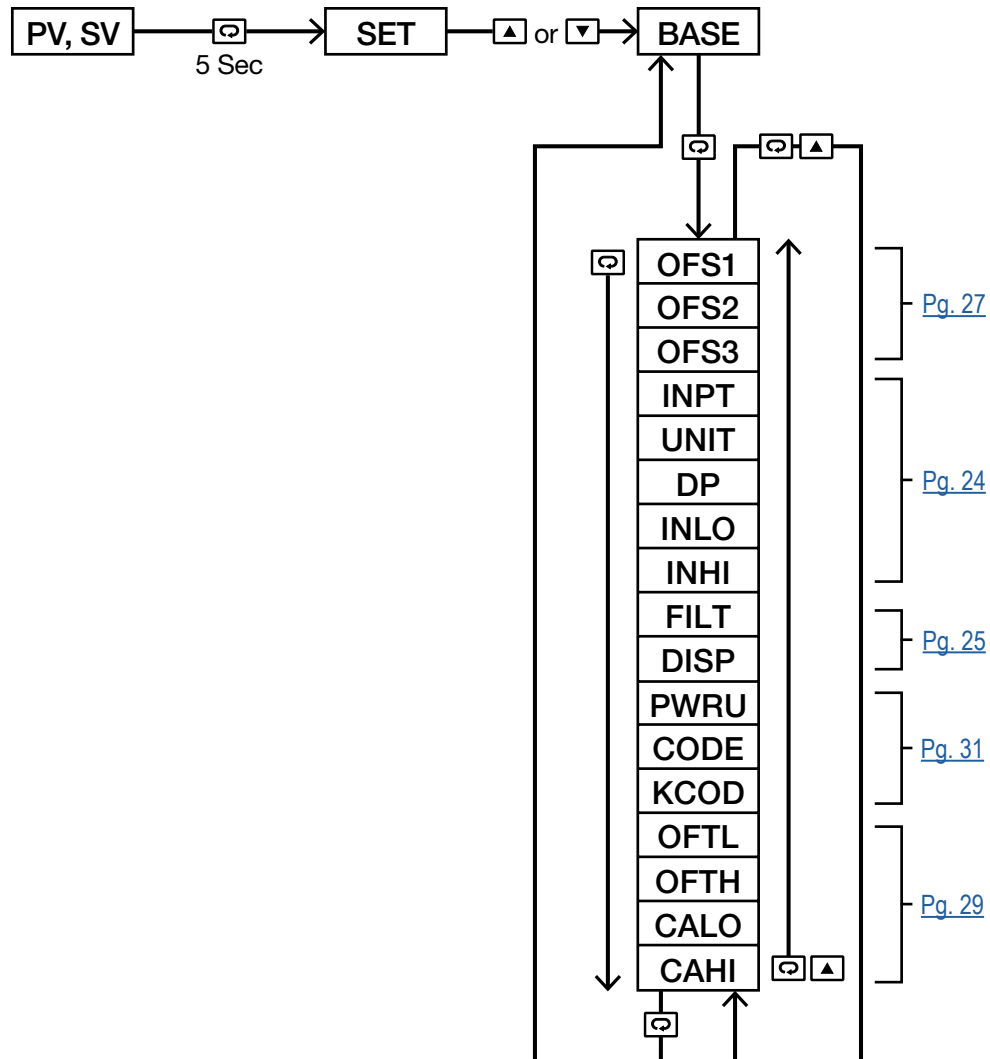 PV, SV
5 Sec
SET
or
BASE
OFS1
OFS2
OFS3
Pg. 27
INPT
UNIT
DP
INLO
INHI
Pg. 24
FILT
DISP
Pg. 25
PWRU
CODE
KCOD
Pg. 31
OFTL
OFTH
CALO
CAHI
Pg. 29